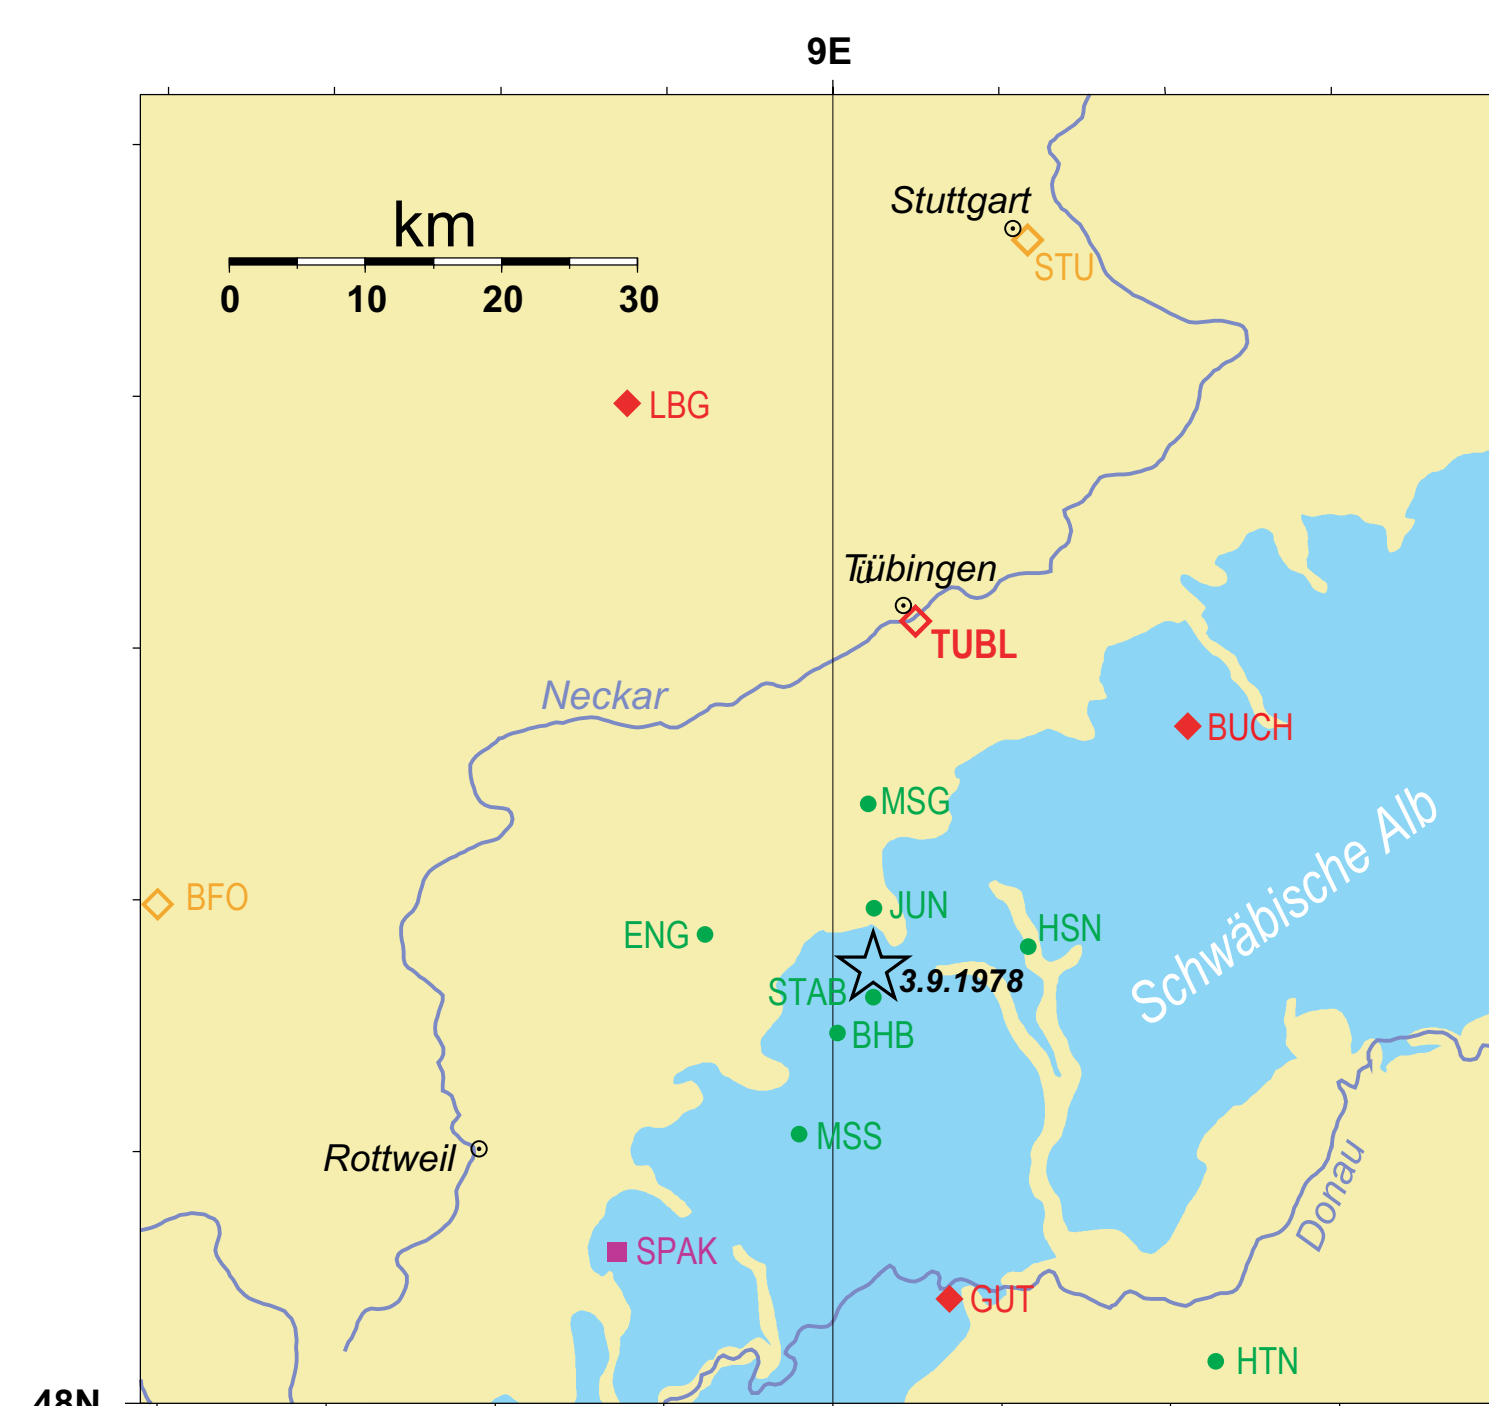 9E
Stuttgart
km
STU
0 10 20 30
LBG
Tübingen
TUBL
Neckar
BUCH
MSG
Schwäbische Alb
BFO
JUN
HSN
ENG
3.9.1978
STAB
BHB
MSS
Rottweil
Donau
SPAK
GUT
HTN
48N